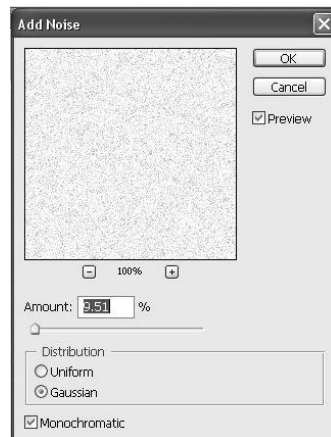 Add Noise
OK
Cancel
Preview
100%
Amount: 9.51 %
Distribution
Uniform
Gaussian
Monochromatic